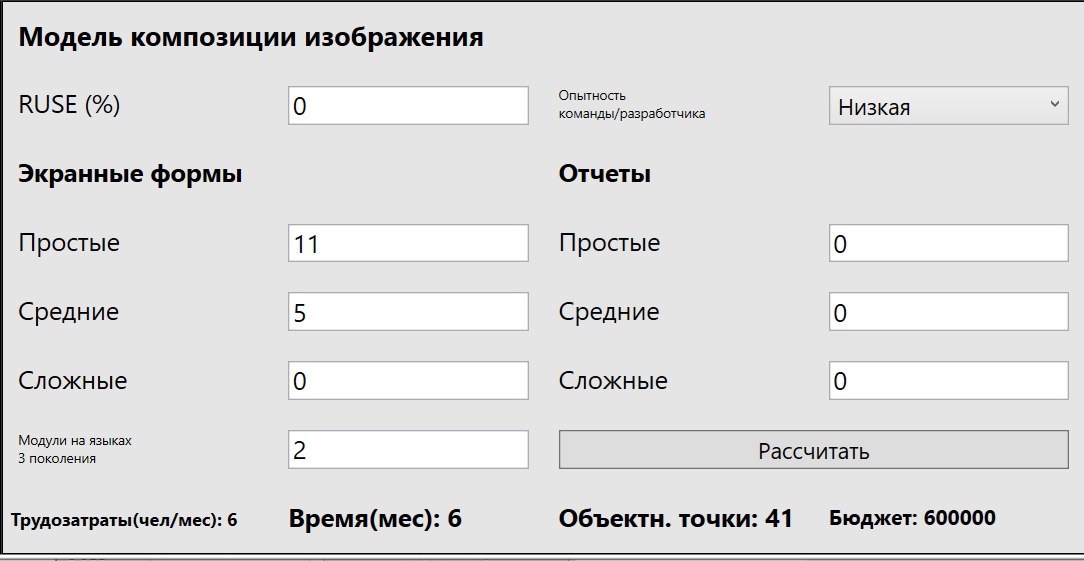 Модель композиции изображения
RUSE (%)
0
Опытность
команды/разработчика
Низкая
Экранные формы
Отчеты
Простые
11
Простые
0
Средние
5
Средние
0
Сложные
0
Сложные
0
Модули на языках
3 поколения
2
Рассчитать
Трудозатраты(чел/мес): 6
Время(мес): 6
Объектн. точки: 41
Бюджет: 600000